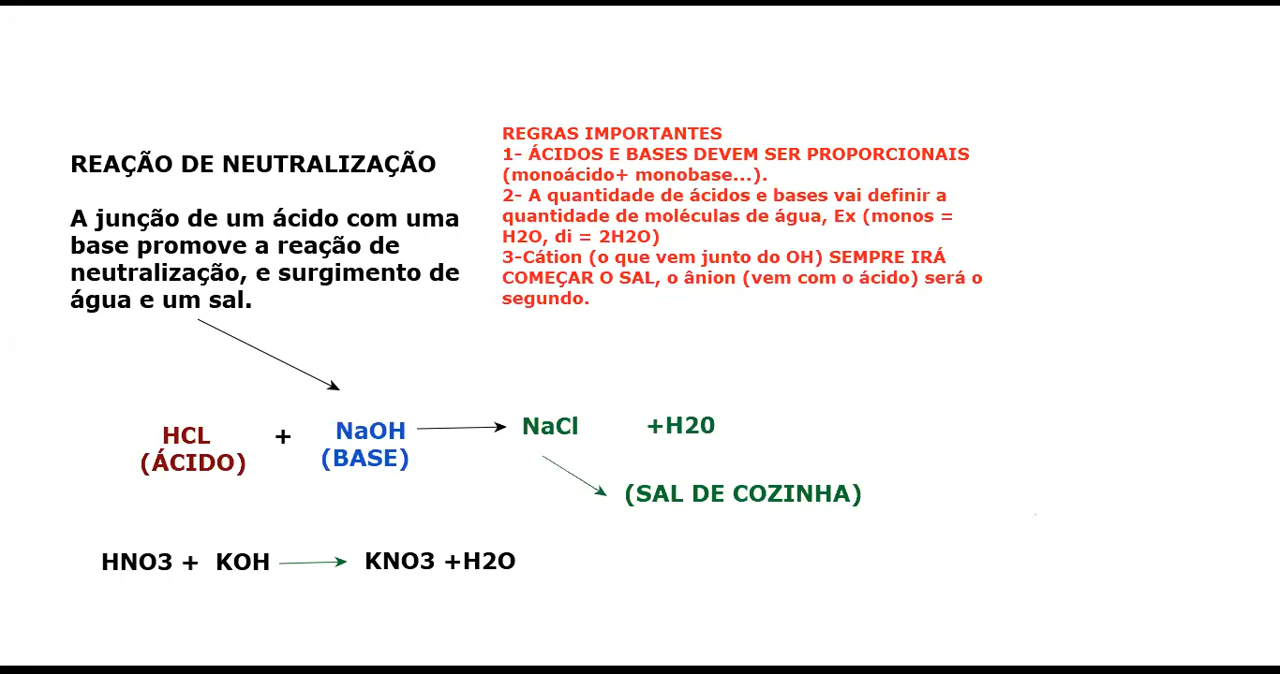 REAÇÃO DE NEUTRALIZAÇÃO
A junção de um ácido com uma
base promove a reação de
neutralização, e surgimento de
água e um sal.
REGRAS IMPORTANTES
1- ÁCIDOS E BASES DEVEM SER PROPORCIONAIS
(monoácido+ monobase...).
2- A quantidade de ácidos e bases vai definir a
quantidade de moléculas de água, Ex (monos =
H2O, di = 2H2O)
3-Cátion (o que vem junto do OH) SEMPRE IRÁ
COMEÇAR O SAL, o ânion (vem com o ácido) será o
segundo.
HCL + NaOH NaCl +H20
(ÁCIDO) (BASE)
(SAL DE COZINHA)
HNO3 + KOH KNO3 +H2O